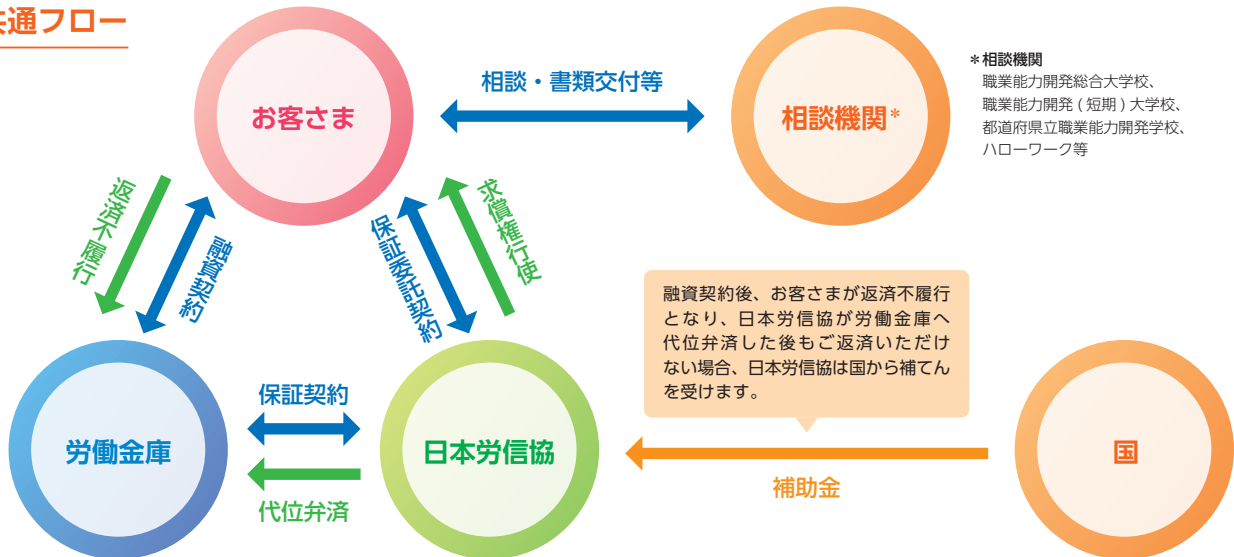 共通フロー
お客さま
相談・書類交付等
相談機関*
*相談機関
職業能力開発総合大学校、
職業能力開発(短期)大学校、
都道府県立職業能力開発学校、
ハローワーク等
返済不履行
融資契約
保証委託契約
求償権行使
融資契約後、お客さまが返済不履行
となり、日本労信協が労働金庫へ
代位弁済した後もご返済いただけ
ない場合、日本労信協は国から補てん
を受けます。
労働金庫
保証契約
代位弁済
日本労信協
補助金
国